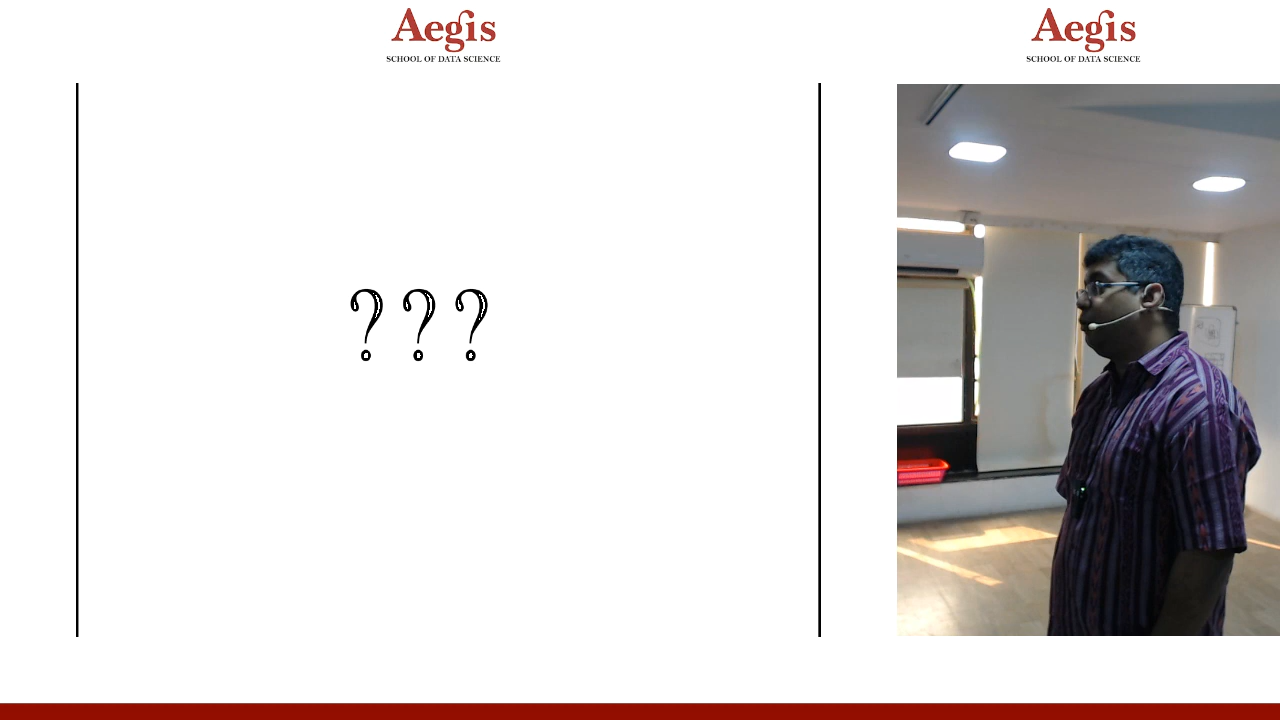 Aegis
SCHOOL OF DATA SCIENCE
Aegis
SCHOOL OF DATA SCIENCE
? ? ?